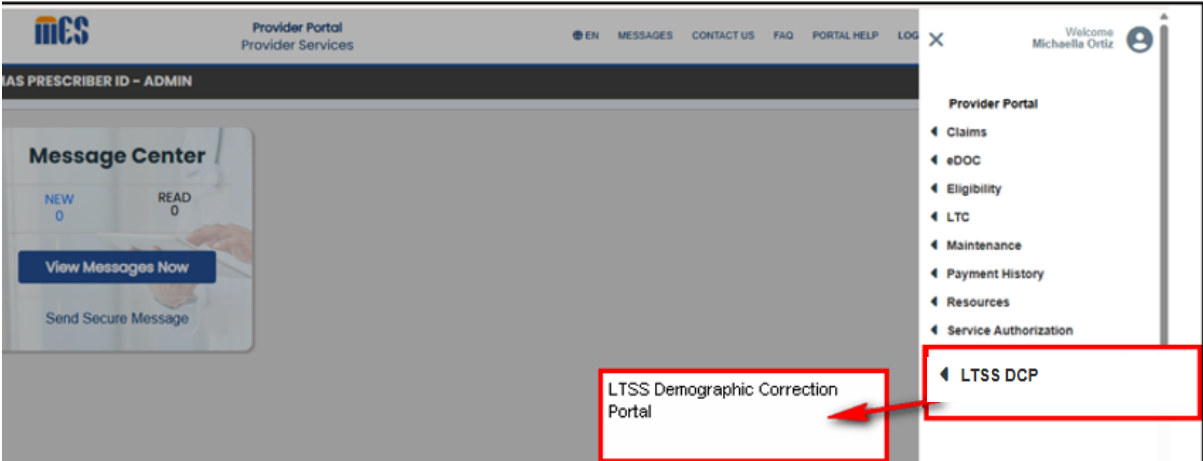 mes
Provider Portal
Provider Services
EN MESSAGES CONTACT US FAQ PORTAL HELP LOG
Welcome
Michaella Ortiz
IAS PRESCRIBER ID - ADMIN
Message Center
NEW READ
0 0
View Messages Now
Send Secure Message
Provider Portal
Claims
eDOC
Eligibility
LTC
Maintenance
Payment History
Resources
Service Authorization
LTSS DCP
LTSS Demographic Correction
Portal